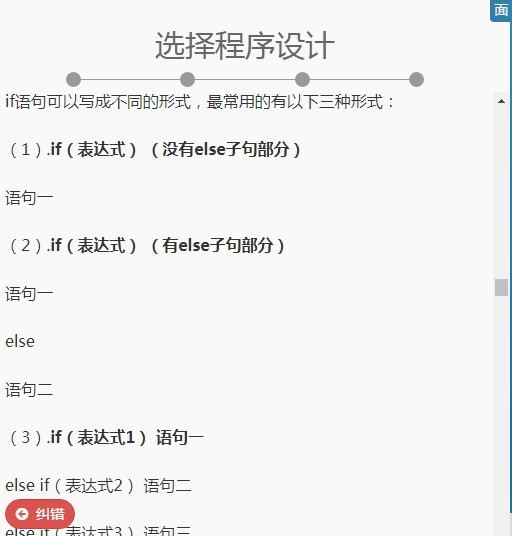 面
选择程序设计
if语句可以写成不同的形式，最常用的有以下三种形式：
（1）.if（表达式） （没有else子句部分）
语句一
（2）.if（表达式） （有else子句部分）
语句一
else
语句二
（3）.if（表达式1） 语句一
else if（表达式2） 语句二
纠错
else if（表达式3） 语句三